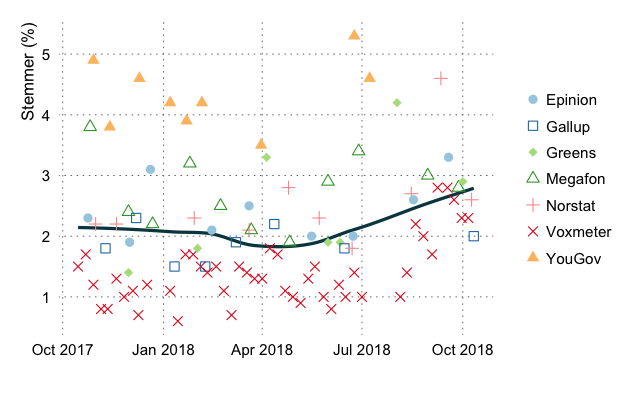 Stemmer (%)
5
4
3
2
1
Oct 2017
Jan 2018
Apr 2018
Jul 2018
Oct 2018
Epinion
Gallup
Greens
Megafon
Norstat
Voxmeter
YouGov